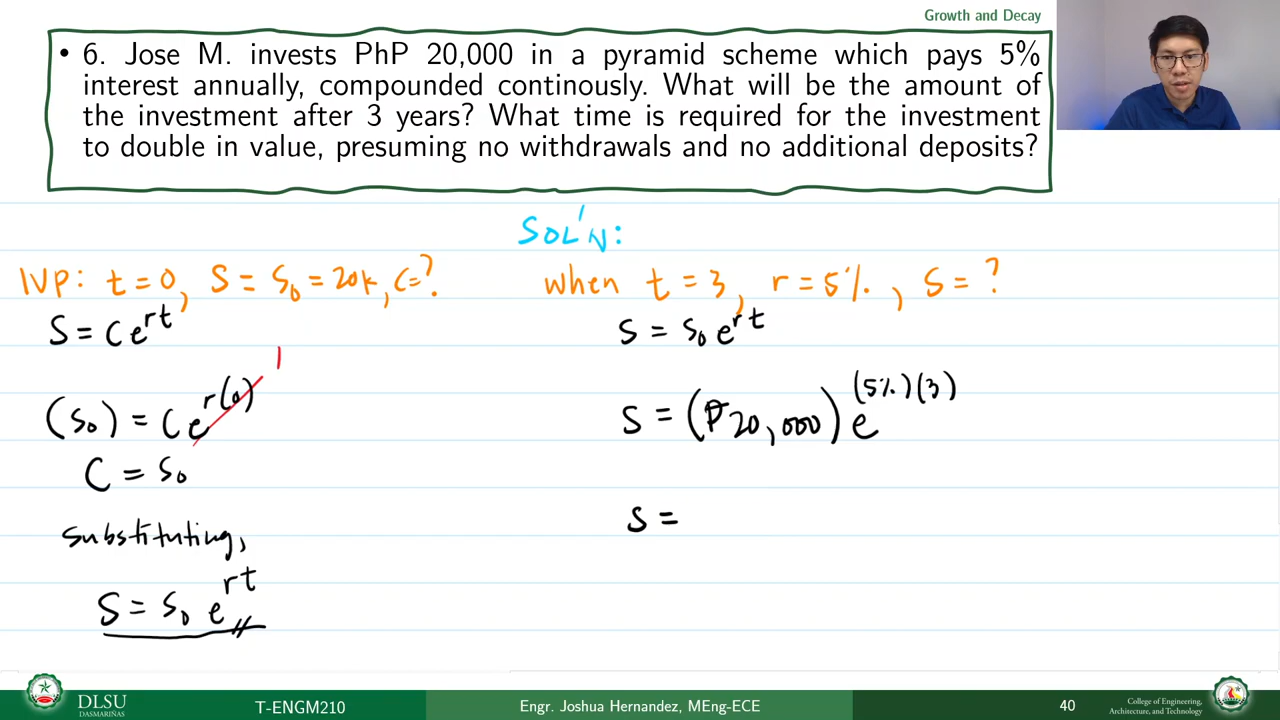 Growth and Decay
• 6. Jose M. invests PhP 20,000 in a pyramid scheme which pays 5%
interest annually, compounded continously. What will be the amount of
the investment after 3 years? What time is required for the investment
to double in value, presuming no withdrawals and no additional deposits?
SOL'N:
IVP: t = 0, S = S₀ = 20k, C = ?
S = Ce^{rt}
(S₀) = Ce^{r(0)} 1
C = S₀
substituting,
S = S₀ e^{rt} //
when t = 3, r = 5%, S = ?
S = S₀ e^{rt}
S = (₱20,000) e^{(5%)(3)}
S =
DLSU
DASMARIÑAS
T-ENGM210
Engr. Joshua Hernandez, MEng-ECE
40
College of Engineering,
Architecture, and Technology